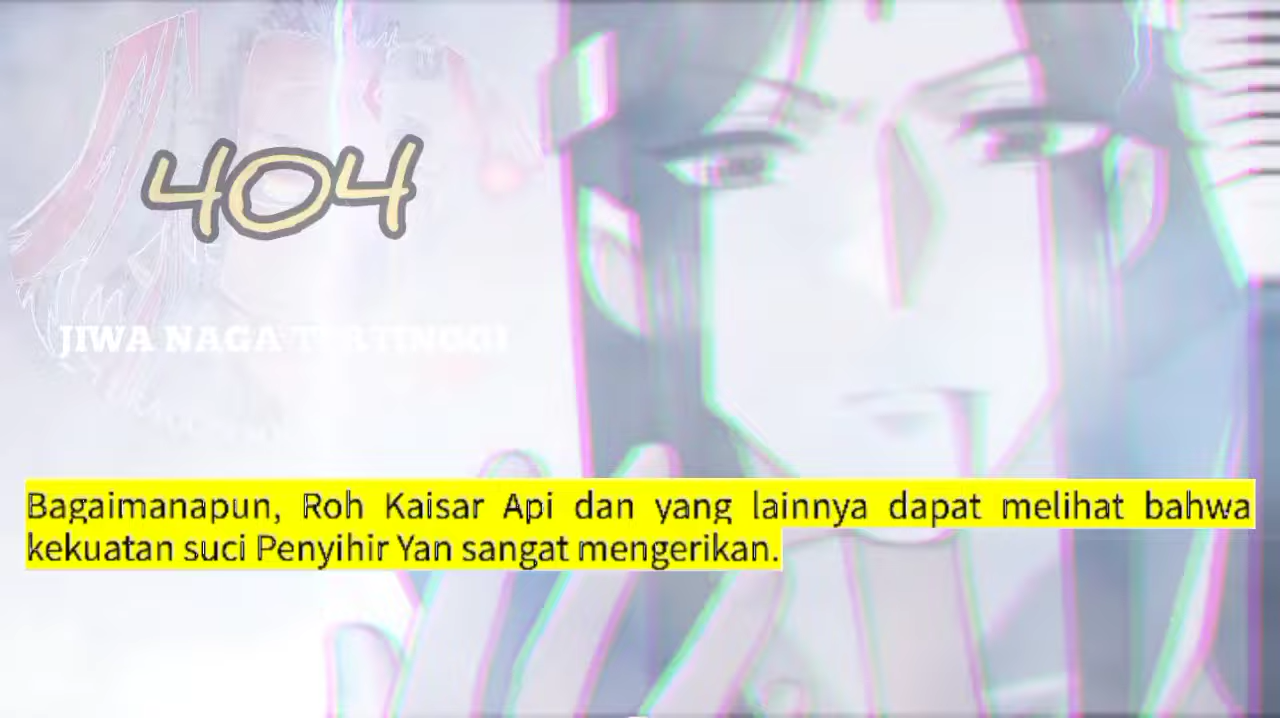 404
JIWA NAGA TERTINGGI
Bagaimanapun, Roh Kaisar Api dan yang lainnya dapat melihat bahwa
kekuatan suci Penyihir Yan sangat mengerikan.